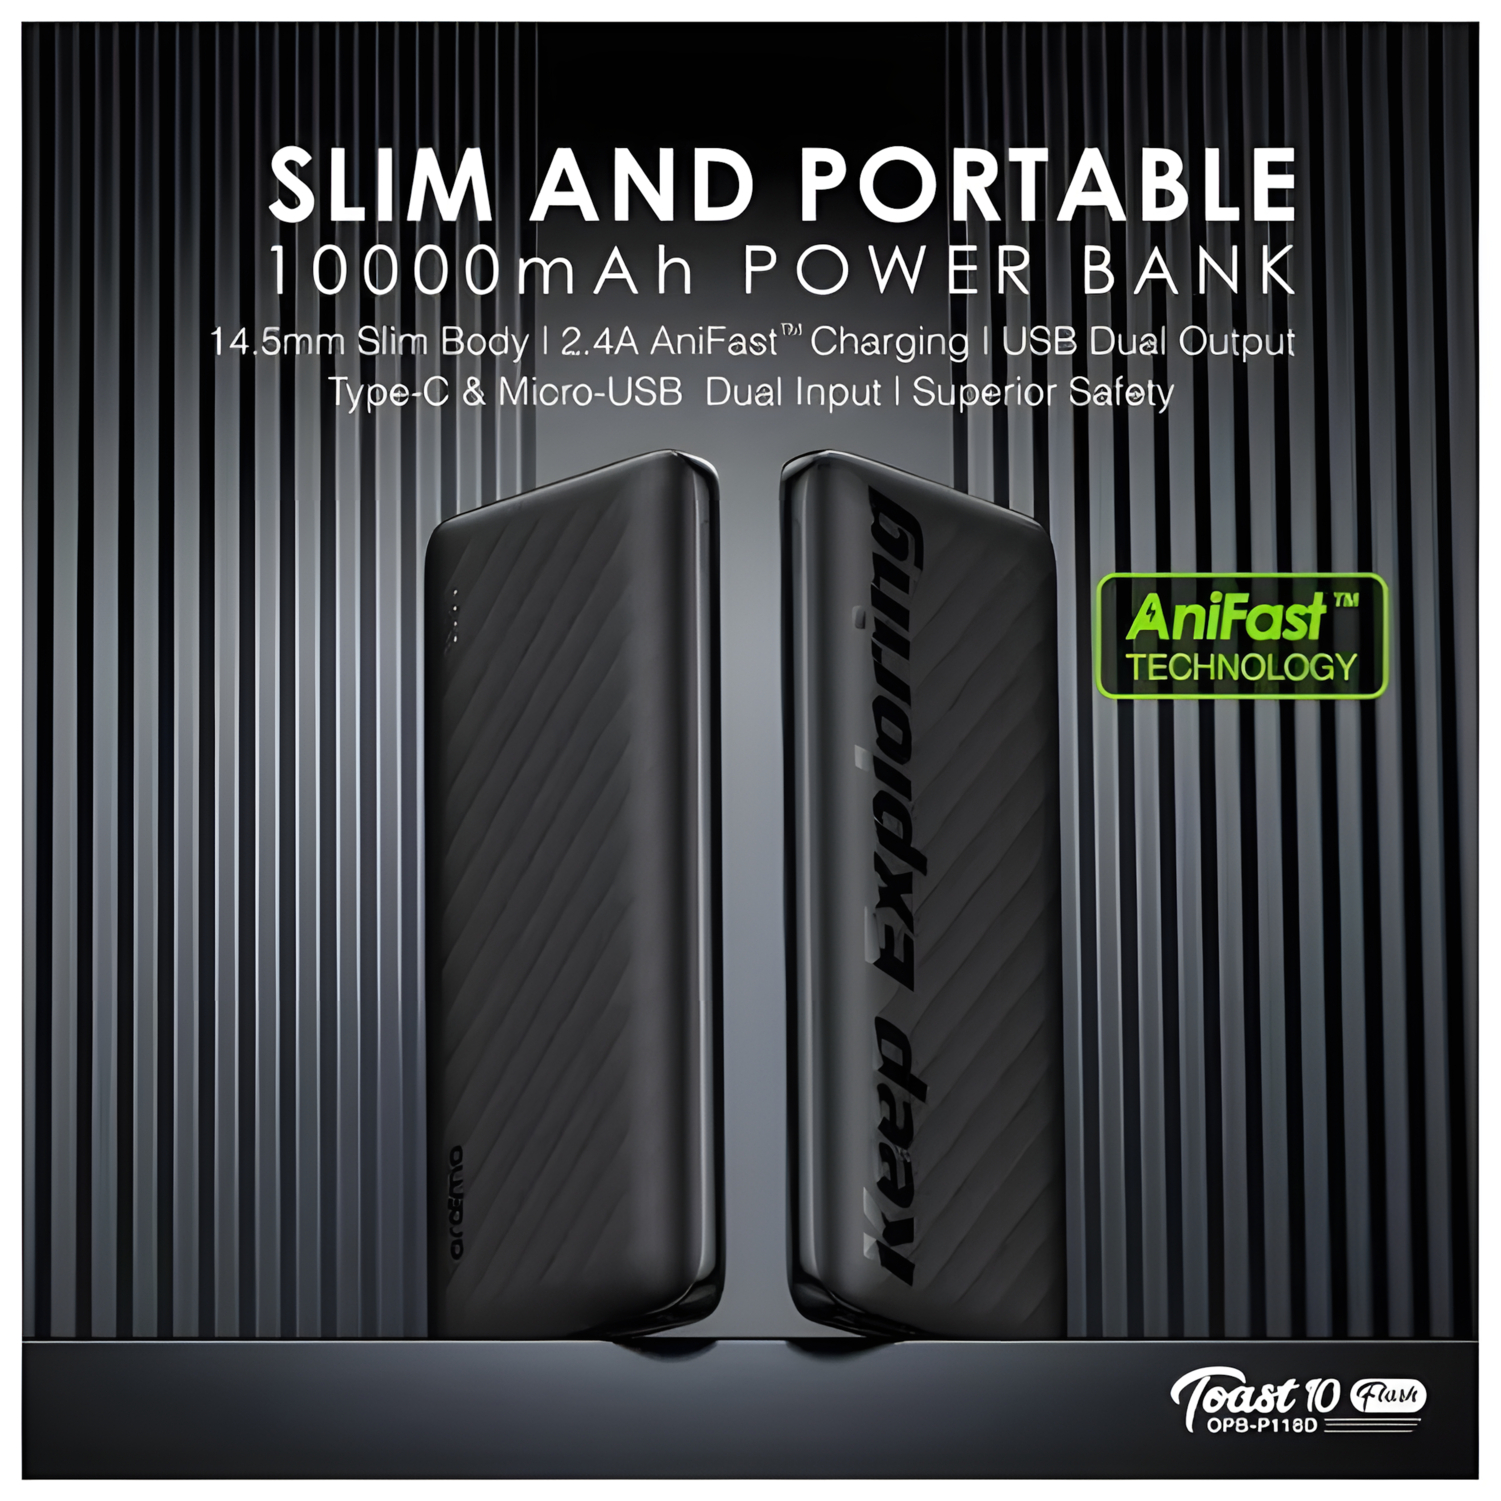 SLIM AND PORTABLE
10000mAh POWER BANK
14.5mm Slim Body | 2.4A AniFast™ Charging | USB Dual Output
Type-C & Micro-USB Dual Input | Superior Safety
Keep Exploring
oraimo
AniFast™
TECHNOLOGY
Toast 10 Flash
OPB-P118D